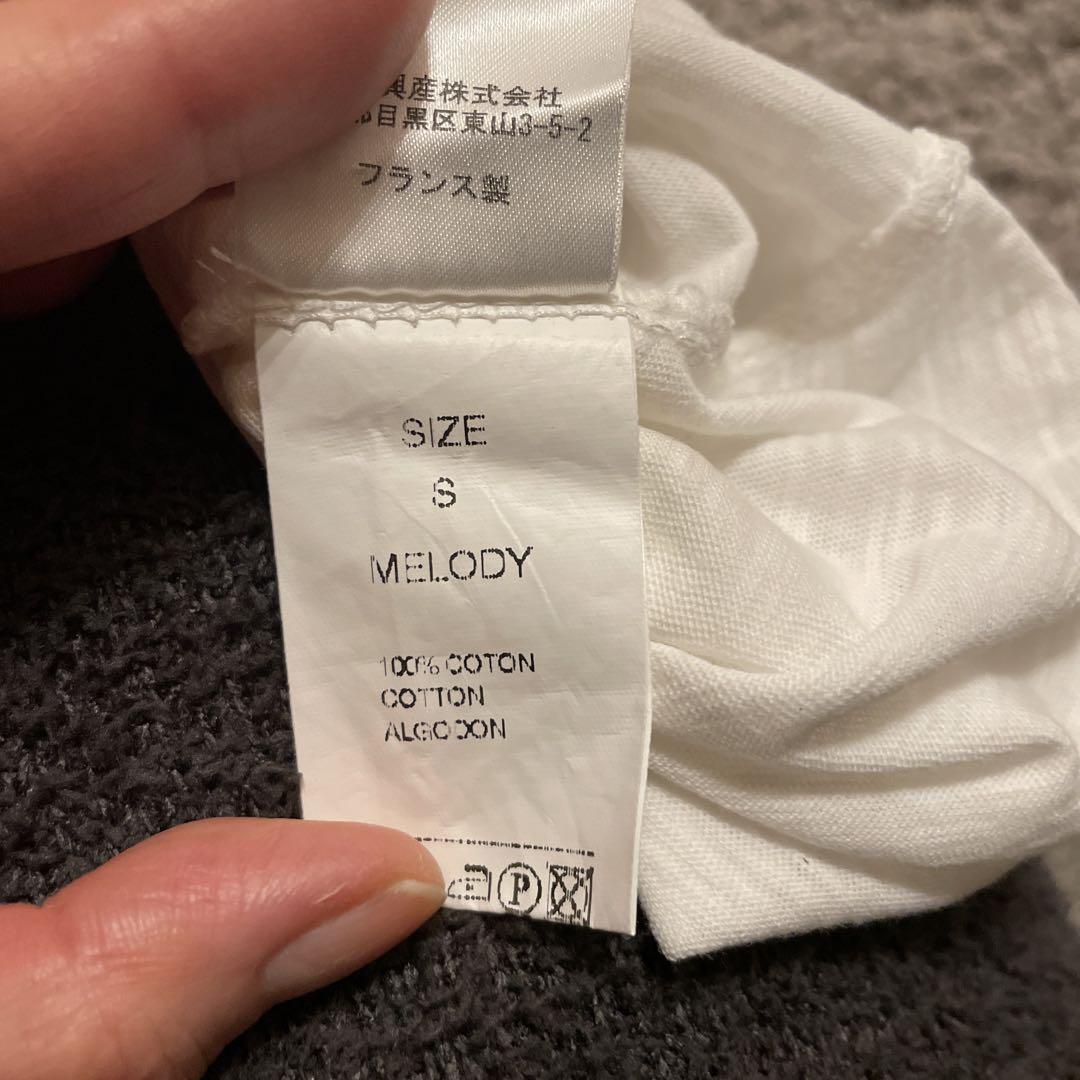 興産株式会社
目黒区東山3-5-2
フランス製
SIZE
S
MELODY
100% COTON
COTTON
ALGODON
P